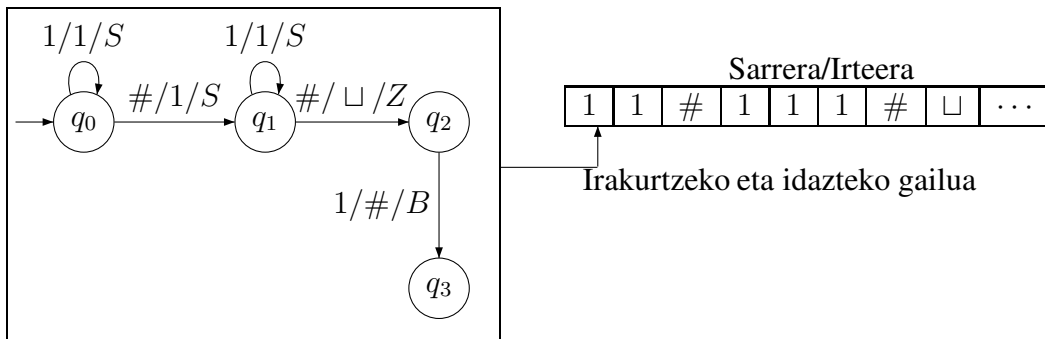 1/1/S 1/1/S
#/1/S #/ ⊔ /Z
q₀ q₁ q₂
1/#/B
q₃
Sarrera/Irteera
1 1 # 1 1 1 # ⊔ ···
Irakurtzeko eta idazteko gailua